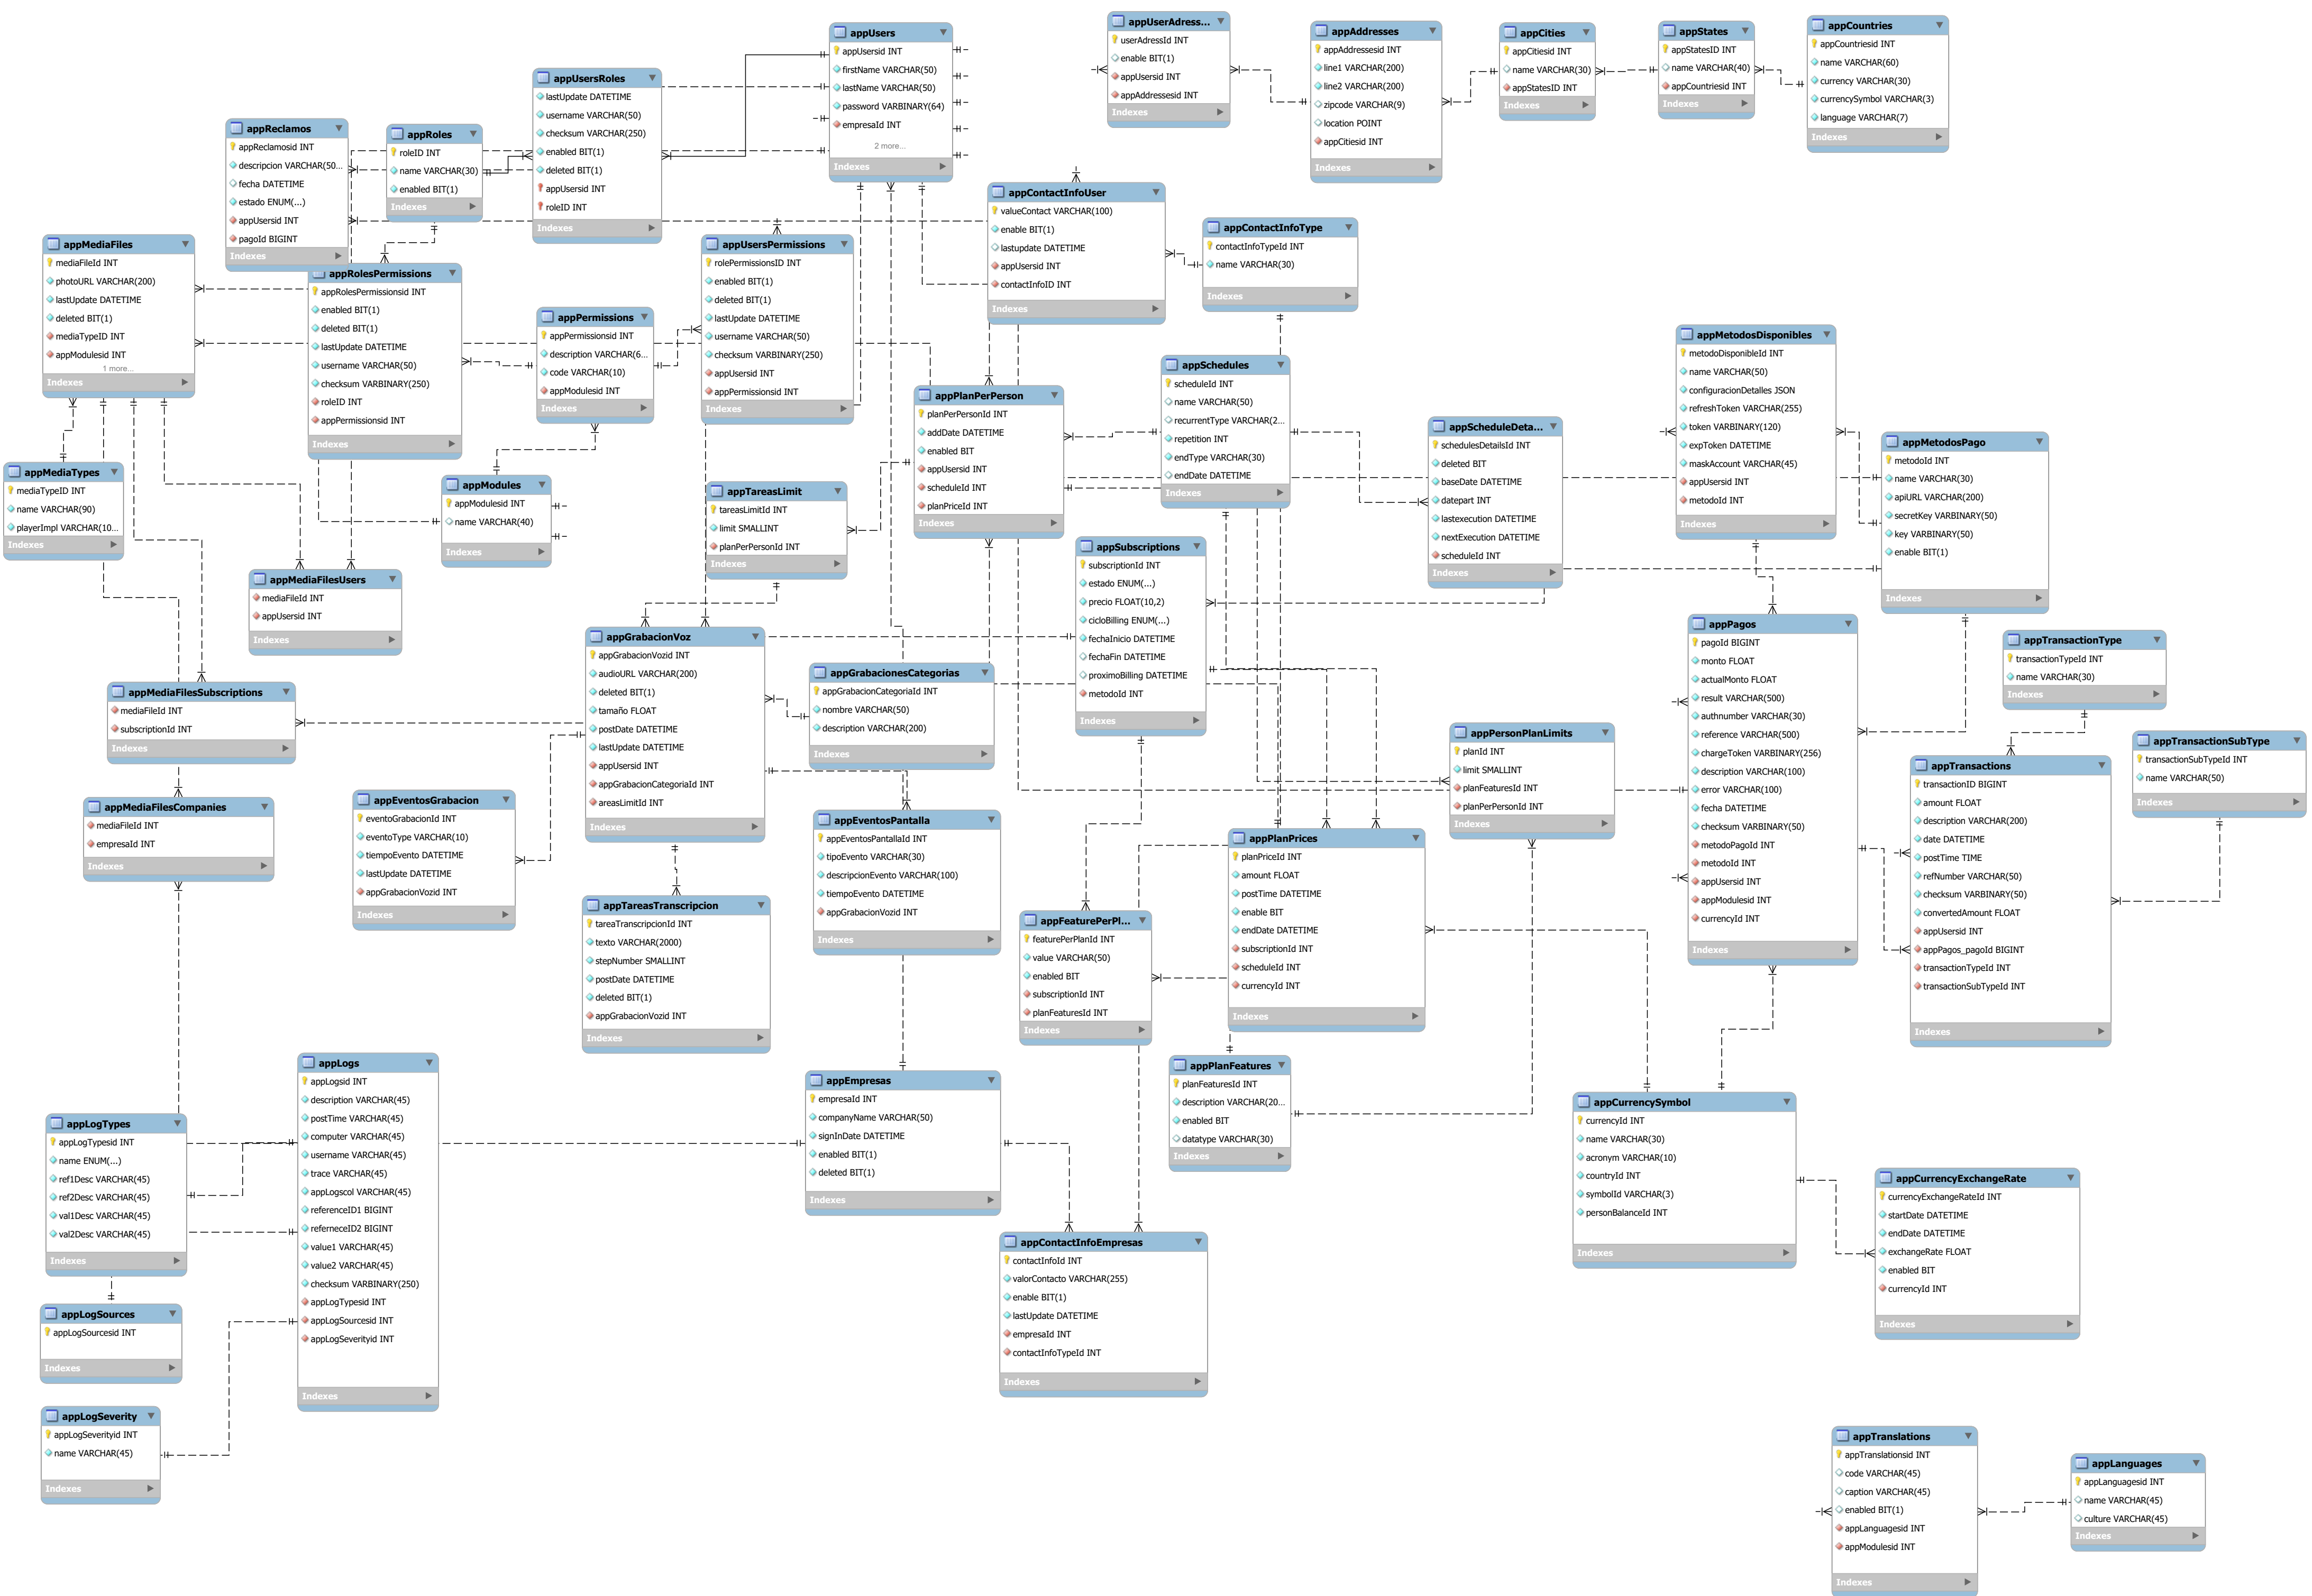 appUsers
appUsersid INT
firstName VARCHAR(50)
lastName VARCHAR(50)
password VARBINARY(64)
empresaId INT
2 more...
Indexes
appUserAdress...
userAdressId INT
enable BIT(1)
appUsersid INT
appAddressesid INT
Indexes
appAddresses
appAddressesid INT
line1 VARCHAR(200)
line2 VARCHAR(200)
zipcode VARCHAR(9)
location POINT
appCitiesid INT
Indexes
appCities
appCitiesid INT
name VARCHAR(30)
appStatesID INT
Indexes
appStates
appStatesID INT
name VARCHAR(40)
appCountriesid INT
Indexes
appCountries
appCountriesid INT
name VARCHAR(60)
currency VARCHAR(30)
currencySymbol VARCHAR(3)
language VARCHAR(7)
Indexes
appUsersRoles
lastUpdate DATETIME
username VARCHAR(50)
checksum VARCHAR(250)
enabled BIT(1)
deleted BIT(1)
appUsersid INT
roleID INT
Indexes
appReclamos
appReclamosid INT
descripcion VARCHAR(50...
fecha DATETIME
estado ENUM(...)
appUsersid INT
pagoId BIGINT
Indexes
appRoles
roleID INT
name VARCHAR(30)
enabled BIT(1)
Indexes
appContactInfoUser
valueContact VARCHAR(100)
enable BIT(1)
lastupdate DATETIME
appUsersid INT
contactInfoID INT
Indexes
appContactInfoType
contactInfoTypeId INT
name VARCHAR(30)
Indexes
appMediaFiles
mediaFileId INT
photoURL VARCHAR(200)
lastUpdate DATETIME
deleted BIT(1)
mediaTypeID INT
appModulesid INT
1 more...
Indexes
appRolesPermissions
appRolesPermissionsid INT
enabled BIT(1)
deleted BIT(1)
lastUpdate DATETIME
username VARCHAR(50)
checksum VARBINARY(250)
roleID INT
appPermissionsid INT
Indexes
appUsersPermissions
rolePermissionsID INT
enabled BIT(1)
deleted BIT(1)
lastUpdate DATETIME
username VARCHAR(50)
checksum VARBINARY(250)
appUsersid INT
appPermissionsid INT
Indexes
appPermissions
appPermissionsid INT
description VARCHAR(6...
code VARCHAR(10)
appModulesid INT
Indexes
appMetodosDisponibles
metodoDisponibleId INT
name VARCHAR(50)
configuracionDetalles JSON
refreshToken VARCHAR(255)
token VARBINARY(120)
expToken DATETIME
maskAccount VARCHAR(45)
appUsersid INT
metodoId INT
Indexes
appSchedules
scheduleId INT
name VARCHAR(50)
recurrentType VARCHAR(2...
repetition INT
endType VARCHAR(30)
endDate DATETIME
Indexes
appPlanPerPerson
planPerPersonId INT
addDate DATETIME
enabled BIT
appUsersid INT
scheduleId INT
planPriceId INT
Indexes
appScheduleDeta...
schedulesDetailsId INT
deleted BIT
baseDate DATETIME
datepart INT
lastexecution DATETIME
nextExecution DATETIME
scheduleId INT
Indexes
appMetodosPago
metodoId INT
name VARCHAR(30)
apiURL VARCHAR(200)
secretKey VARBINARY(50)
key VARBINARY(50)
enable BIT(1)
Indexes
appMediaTypes
mediaTypeID INT
name VARCHAR(90)
playerImpl VARCHAR(10...
Indexes
appModules
appModulesid INT
name VARCHAR(40)
Indexes
appTareasLimit
tareasLimitId INT
limit SMALLINT
planPerPersonId INT
Indexes
appSubscriptions
subscriptionId INT
estado ENUM(...)
precio FLOAT(10,2)
cicloBilling ENUM(...)
fechaInicio DATETIME
fechaFin DATETIME
proximoBilling DATETIME
metodoId INT
Indexes
appMediaFilesUsers
mediaFileId INT
appUsersid INT
Indexes
appPagos
pagoId BIGINT
monto FLOAT
actualMonto FLOAT
result VARCHAR(500)
authnumber VARCHAR(30)
reference VARCHAR(500)
chargeToken VARBINARY(256)
description VARCHAR(100)
error VARCHAR(100)
fecha DATETIME
checksum VARBINARY(50)
metodoPagoId INT
metodoId INT
appUsersid INT
appModulesid INT
currencyId INT
Indexes
appTransactionType
transactionTypeId INT
name VARCHAR(30)
Indexes
appGrabacionVoz
appGrabacionVozid INT
audioURL VARCHAR(200)
deleted BIT(1)
tamaño FLOAT
postDate DATETIME
lastUpdate DATETIME
appUsersid INT
appGrabacionCategoriaId INT
areasLimitId INT
Indexes
appGrabacionesCategorias
appGrabacionCategoriaId INT
nombre VARCHAR(50)
description VARCHAR(200)
Indexes
appMediaFilesSubscriptions
mediaFileId INT
subscriptionId INT
Indexes
appPersonPlanLimits
planId INT
limit SMALLINT
planFeaturesId INT
planPerPersonId INT
Indexes
appTransactionSubType
transactionSubTypeId INT
name VARCHAR(50)
Indexes
appTransactions
transactionID BIGINT
amount FLOAT
description VARCHAR(200)
date DATETIME
postTime TIME
refNumber VARCHAR(50)
checksum VARBINARY(50)
convertedAmount FLOAT
appUsersid INT
appPagos_pagoId BIGINT
transactionTypeId INT
transactionSubTypeId INT
Indexes
appMediaFilesCompanies
mediaFileId INT
empresaId INT
Indexes
appEventosGrabacion
eventoGrabacionId INT
eventoType VARCHAR(10)
tiempoEvento DATETIME
lastUpdate DATETIME
appGrabacionVozid INT
Indexes
appEventosPantalla
appEventosPantallaId INT
tipoEvento VARCHAR(30)
descripcionEvento VARCHAR(100)
tiempoEvento DATETIME
appGrabacionVozid INT
Indexes
appPlanPrices
planPriceId INT
amount FLOAT
postTime DATETIME
enable BIT
endDate DATETIME
subscriptionId INT
scheduleId INT
currencyId INT
Indexes
appTareasTranscripcion
tareaTranscripcionId INT
texto VARCHAR(2000)
stepNumber SMALLINT
postDate DATETIME
deleted BIT(1)
appGrabacionVozid INT
Indexes
appFeaturePerPl...
featurePerPlanId INT
value VARCHAR(50)
enabled BIT
subscriptionId INT
planFeaturesId INT
Indexes
appLogs
appLogsid INT
description VARCHAR(45)
postTime VARCHAR(45)
computer VARCHAR(45)
username VARCHAR(45)
trace VARCHAR(45)
appLogscol VARCHAR(45)
referenceID1 BIGINT
referneceID2 BIGINT
value1 VARCHAR(45)
value2 VARCHAR(45)
checksum VARBINARY(250)
appLogTypesid INT
appLogSourcesid INT
appLogSeverityid INT
Indexes
appPlanFeatures
planFeaturesId INT
description VARCHAR(20...
enabled BIT
datatype VARCHAR(30)
Indexes
appEmpresas
empresaId INT
companyName VARCHAR(50)
signInDate DATETIME
enabled BIT(1)
deleted BIT(1)
Indexes
appCurrencySymbol
currencyId INT
name VARCHAR(30)
acronym VARCHAR(10)
countryId INT
symbolId VARCHAR(3)
personBalanceId INT
Indexes
appLogTypes
appLogTypesid INT
name ENUM(...)
ref1Desc VARCHAR(45)
ref2Desc VARCHAR(45)
val1Desc VARCHAR(45)
val2Desc VARCHAR(45)
Indexes
appCurrencyExchangeRate
currencyExchangeRateId INT
startDate DATETIME
endDate DATETIME
exchangeRate FLOAT
enabled BIT
currencyId INT
Indexes
appContactInfoEmpresas
contactInfoId INT
valorContacto VARCHAR(255)
enable BIT(1)
lastUpdate DATETIME
empresaId INT
contactInfoTypeId INT
Indexes
appLogSources
appLogSourcesid INT
Indexes
appLogSeverity
appLogSeverityid INT
name VARCHAR(45)
Indexes
appTranslations
appTranslationsid INT
code VARCHAR(45)
caption VARCHAR(45)
enabled BIT(1)
appLanguagesid INT
appModulesid INT
Indexes
appLanguages
appLanguagesid INT
name VARCHAR(45)
culture VARCHAR(45)
Indexes